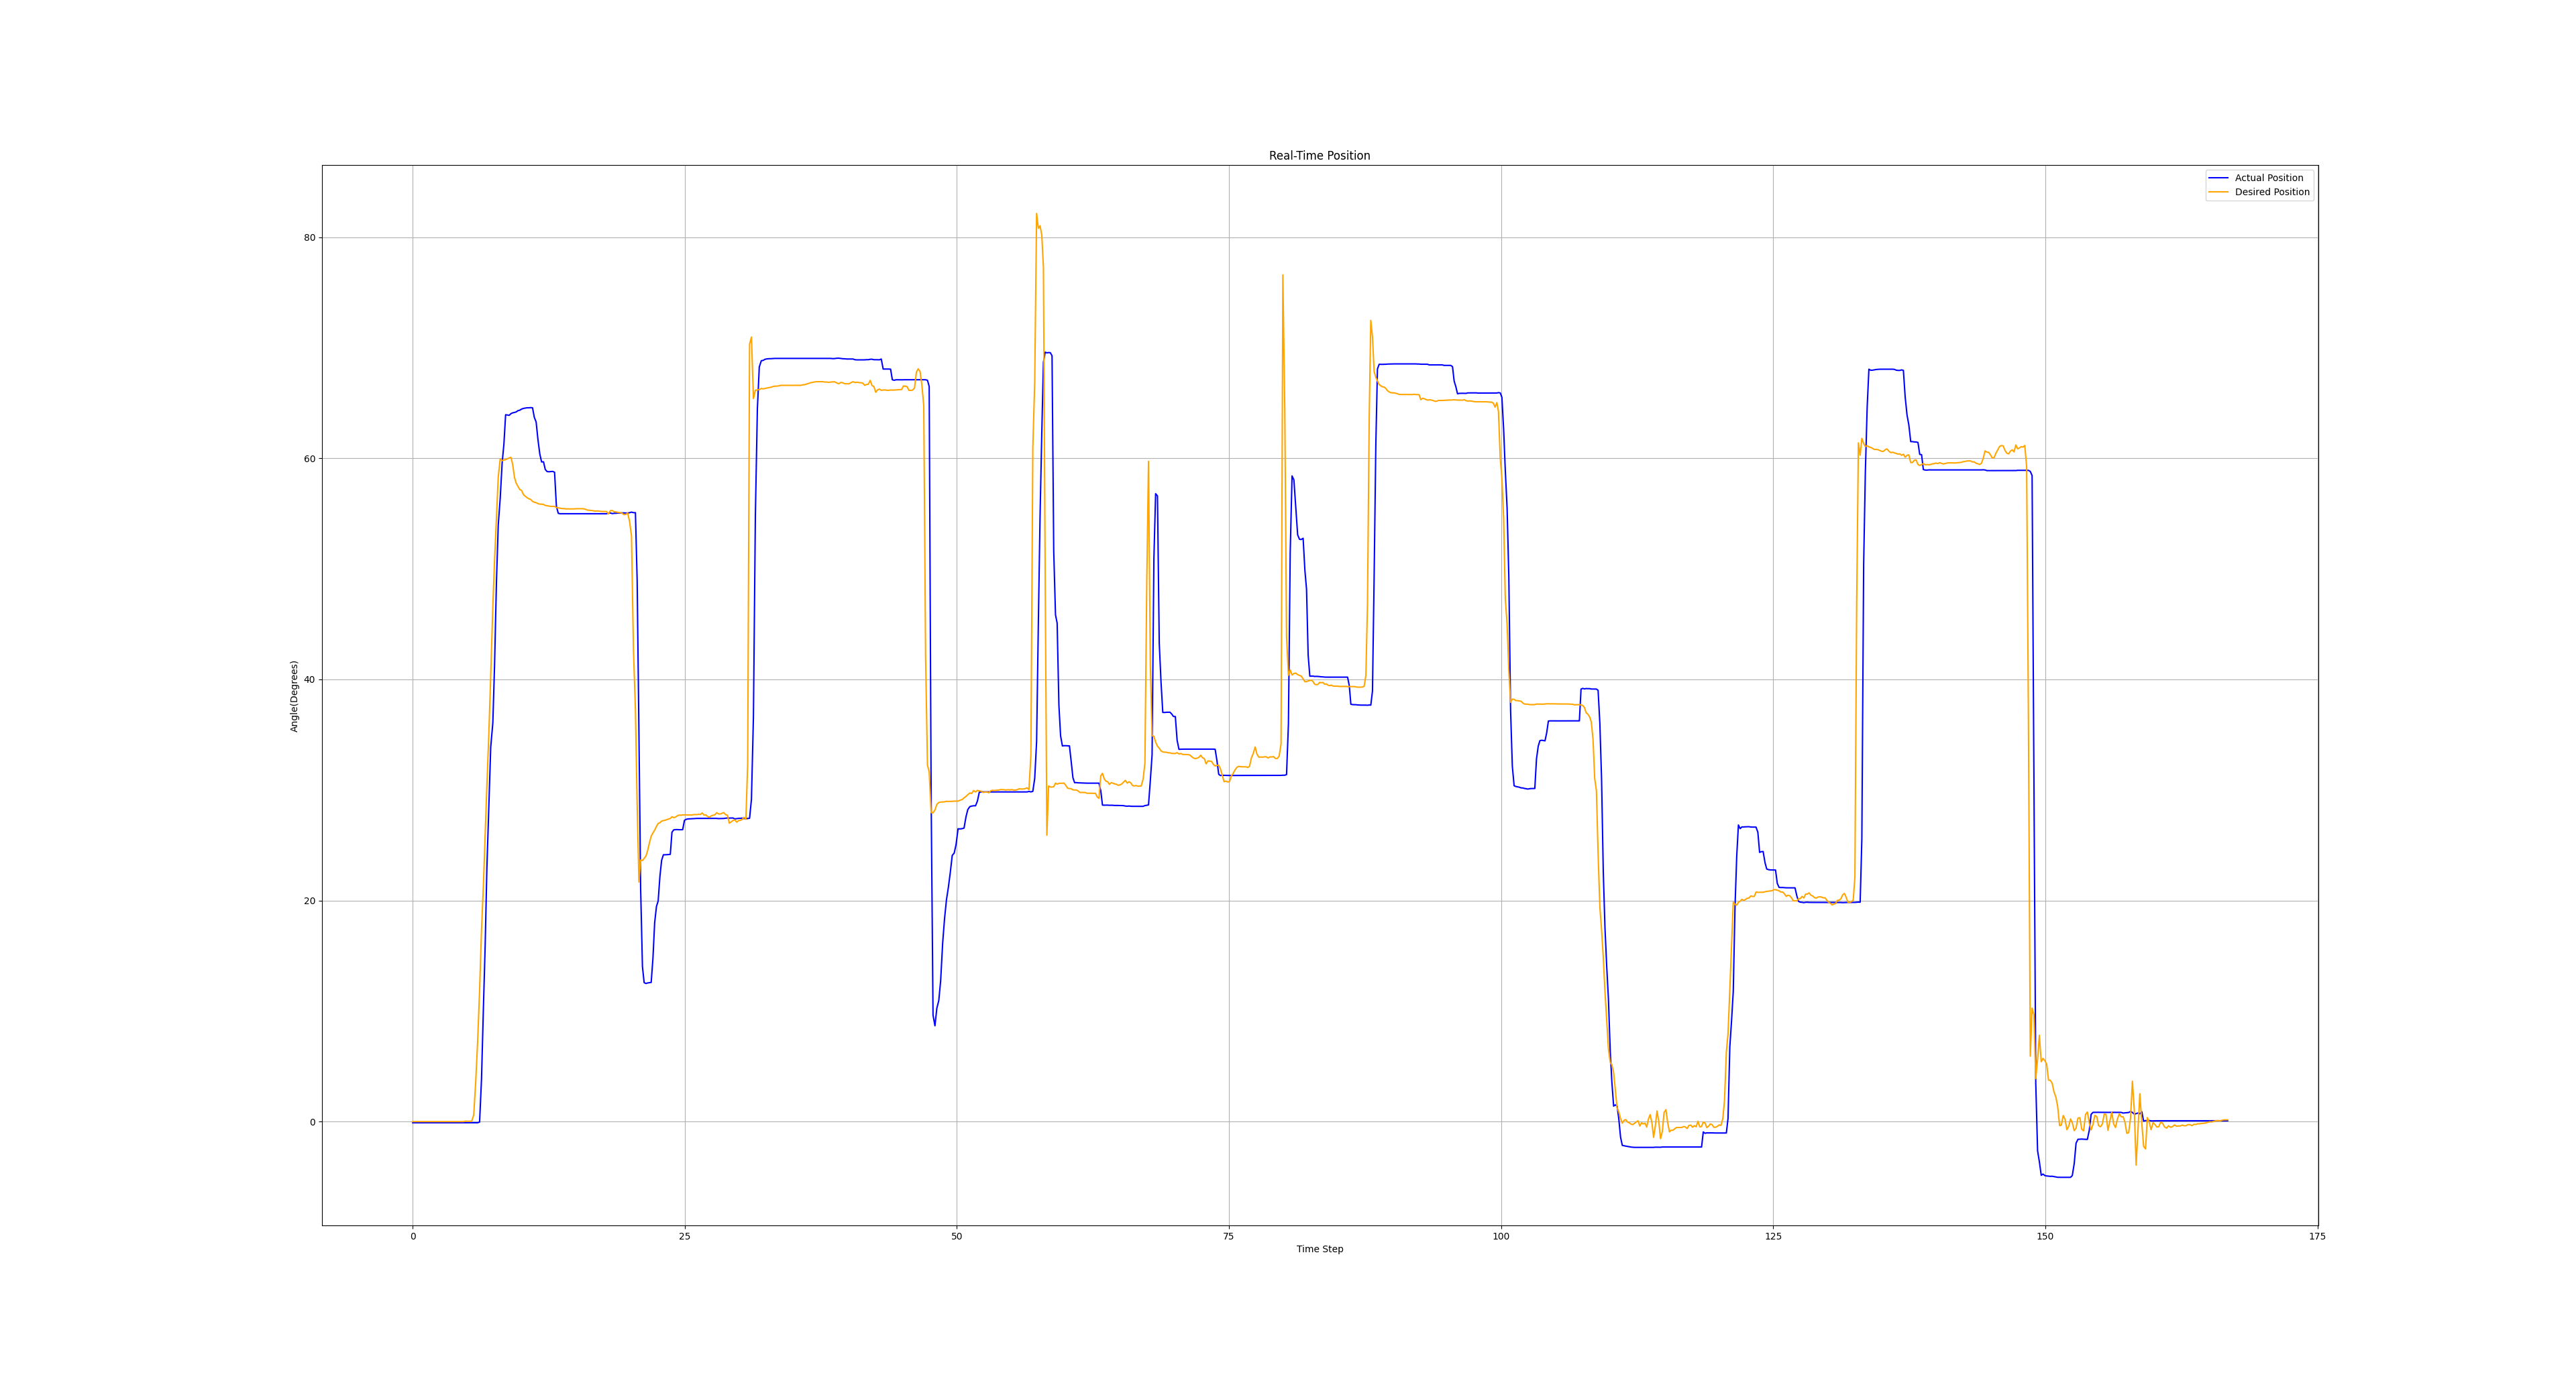 Real-Time Position
Actual Position
Desired Position
80
60
40
20
0
Angle(Degrees)
0 25 50 75 100 125 150 175
Time Step